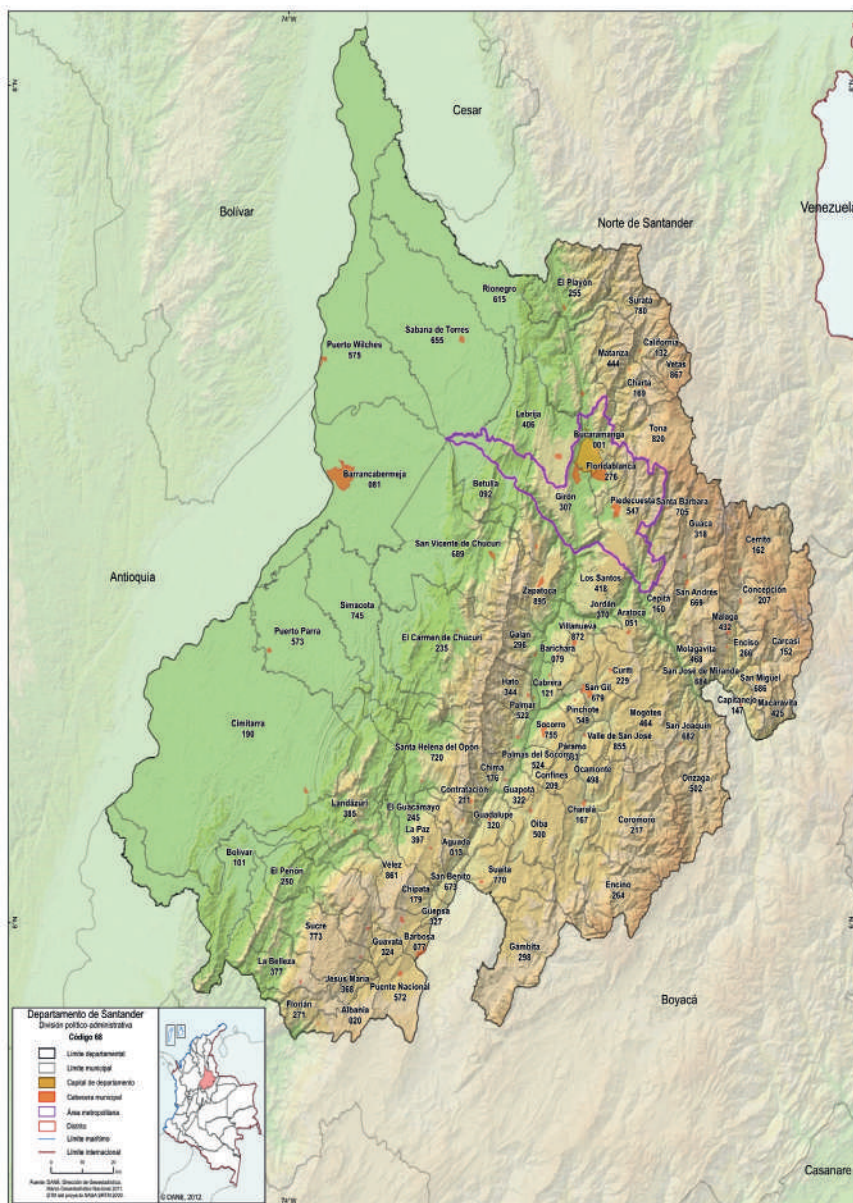 74°W
8°N
8°N
Cesar
Bolívar
Venezuela
Norte de Santander
El Playón
255
Rionegro
615
Suratá
780
Sabana de Torres
655
California
132
Puerto Wilches
575
Matanza
444
Vetas
867
Charta
169
Lebrija
406
Tona
820
Bucaramanga
001
Floridablanca
276
Barrancabermeja
081
Betulia
092
Girón
307
Piedecuesta
547
Santa Bárbara
705
Guaca
318
Cerrito
162
San Vicente de Chucurí
689
Antioquia
Los Santos
418
Zapatoca
895
Cepitá
160
San Andrés
669
Concepción
207
Simacota
745
Jordán
370
Aratoca
051
Málaga
432
Puerto Parra
573
Villanueva
872
El Carmen de Chucurí
235
Galán
296
Barichara
079
Molagavita
468
Enciso
266
Carcasí
152
Curití
229
San José de Miranda
684
San Miguel
686
Hato
344
Cabrera
121
San Gil
679
Capitanejo
147
Macaravita
425
Palmar
522
Pinchote
549
Mogotes
464
San Joaquín
682
Cimitarra
190
Socorro
755
Valle de San José
855
Santa Helena del Opón
720
Palmas del Socorro
524
Páramo
Chima
176
Confines
209
Ocamonte
498
Onzaga
502
Contratación
211
Guapotá
322
Landázuri
385
El Guacamayo
245
Guadalupe
320
Charalá
167
Coromoro
217
La Paz
397
Oiba
500
Aguada
013
Bolívar
101
El Peñón
250
Vélez
861
San Benito
673
Suaita
770
Chipatá
179
Encino
264
Güepsa
327
Sucre
773
Barbosa
077
Guavatá
324
Gambita
298
La Belleza
377
Jesús María
368
Puente Nacional
572
Boyacá
Florián
271
Albania
020
6°N
6°N
Departamento de Santander
División político-administrativa
Código 68
Límite departamental
Límite municipal
Capital de departamento
Cabecera municipal
Área metropolitana
Distrito
Límite marítimo
Límite internacional
© DANE, 2012.
Casanare
74°W